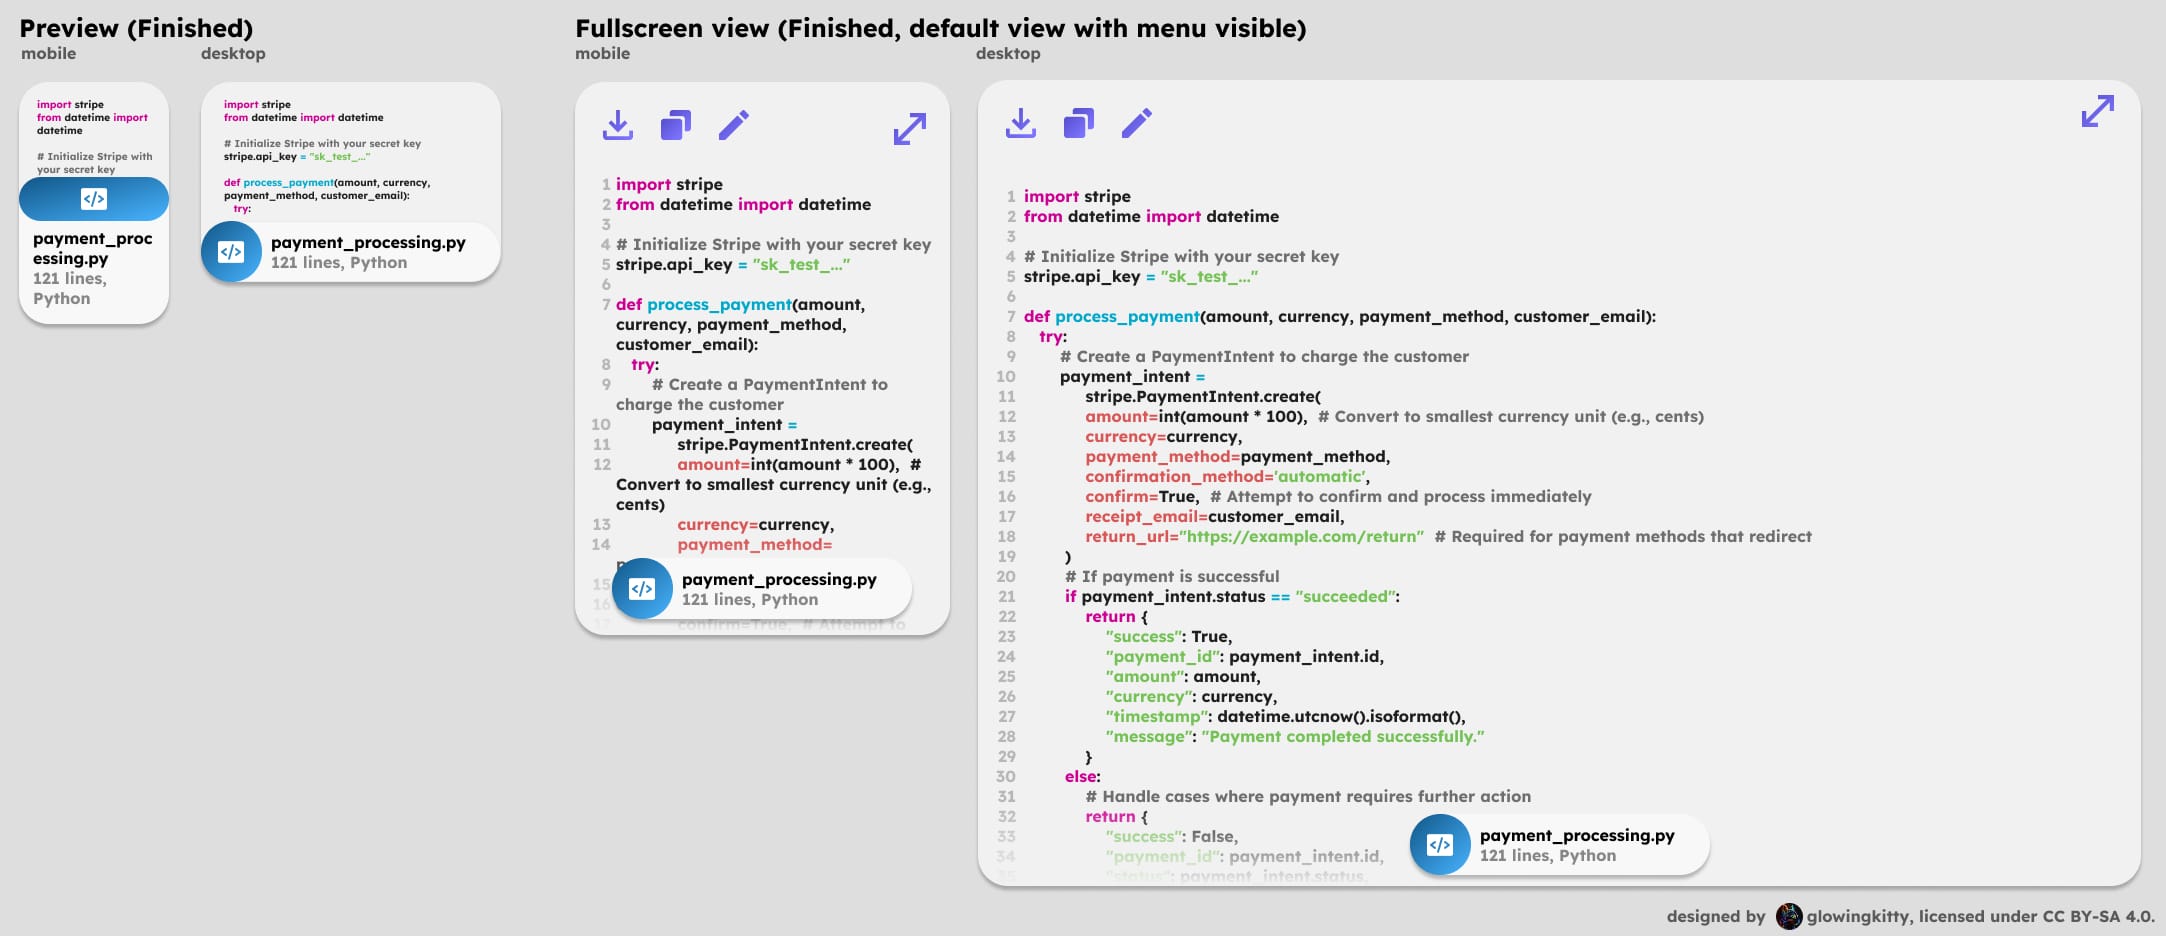 Preview (Finished)
mobile
desktop
import stripe
from datetime import
datetime
# Initialize Stripe with
your secret key
payment_proc
essing.py
121 lines,
Python
import stripe
from datetime import datetime
# Initialize Stripe with your secret key
stripe.api_key = "sk_test_..."
def process_payment(amount, currency,
payment_method, customer_email):
try:
payment_processing.py
121 lines, Python
Fullscreen view (Finished, default view with menu visible)
mobile
1 import stripe
2 from datetime import datetime
3
4 # Initialize Stripe with your secret key
5 stripe.api_key = "sk_test_..."
6
7 def process_payment(amount,
currency, payment_method,
customer_email):
8 try:
9 # Create a PaymentIntent to
charge the customer
10 payment_intent =
11 stripe.PaymentIntent.create(
12 amount=int(amount * 100), #
Convert to smallest currency unit (e.g.,
cents)
13 currency=currency,
14 payment_method=
15
16
17 confirm=True, # Attempt to
payment_processing.py
121 lines, Python
desktop
1 import stripe
2 from datetime import datetime
3
4 # Initialize Stripe with your secret key
5 stripe.api_key = "sk_test_..."
6
7 def process_payment(amount, currency, payment_method, customer_email):
8 try:
9 # Create a PaymentIntent to charge the customer
10 payment_intent =
11 stripe.PaymentIntent.create(
12 amount=int(amount * 100), # Convert to smallest currency unit (e.g., cents)
13 currency=currency,
14 payment_method=payment_method,
15 confirmation_method='automatic',
16 confirm=True, # Attempt to confirm and process immediately
17 receipt_email=customer_email,
18 return_url="https://example.com/return" # Required for payment methods that redirect
19 )
20 # If payment is successful
21 if payment_intent.status == "succeeded":
22 return {
23 "success": True,
24 "payment_id": payment_intent.id,
25 "amount": amount,
26 "currency": currency,
27 "timestamp": datetime.utcnow().isoformat(),
28 "message": "Payment completed successfully."
29 }
30 else:
31 # Handle cases where payment requires further action
32 return {
33 "success": False,
34 "payment_id": payment_intent.id,
35 "status": payment_intent.status,
payment_processing.py
121 lines, Python
designed by glowingkitty, licensed under CC BY-SA 4.0.